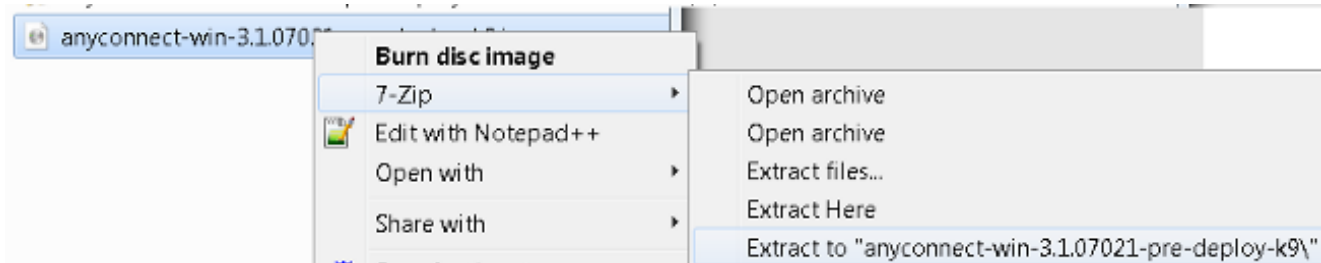 anyconnect-win-3.1.070
Burn disc image
7-Zip
Edit with Notepad++
Open with
Share with
Open archive
Open archive
Extract files...
Extract Here
Extract to "anyconnect-win-3.1.07021-pre-deploy-k9\"